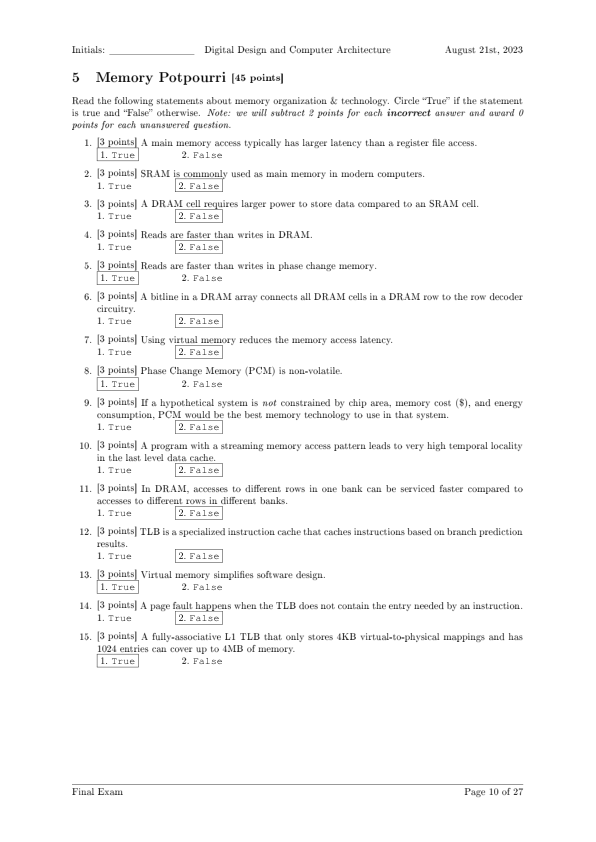 Initials: _________________ Digital Design and Computer Architecture August 21st, 2023
5 Memory Potpourri [45 points]
Read the following statements about memory organization & technology. Circle "True" if the statement
is true and "False" otherwise. Note: we will subtract 2 points for each incorrect answer and award 0
points for each unanswered question.
1. [3 points] A main memory access typically has larger latency than a register file access.
1. True 2. False
2. [3 points] SRAM is commonly used as main memory in modern computers.
1. True 2. False
3. [3 points] A DRAM cell requires larger power to store data compared to an SRAM cell.
1. True 2. False
4. [3 points] Reads are faster than writes in DRAM.
1. True 2. False
5. [3 points] Reads are faster than writes in phase change memory.
1. True 2. False
6. [3 points] A bitline in a DRAM array connects all DRAM cells in a DRAM row to the row decoder
circuitry.
1. True 2. False
7. [3 points] Using virtual memory reduces the memory access latency.
1. True 2. False
8. [3 points] Phase Change Memory (PCM) is non-volatile.
1. True 2. False
9. [3 points] If a hypothetical system is not constrained by chip area, memory cost ($), and energy
consumption, PCM would be the best memory technology to use in that system.
1. True 2. False
10. [3 points] A program with a streaming memory access pattern leads to very high temporal locality
in the last level data cache.
1. True 2. False
11. [3 points] In DRAM, accesses to different rows in one bank can be serviced faster compared to
accesses to different rows in different banks.
1. True 2. False
12. [3 points] TLB is a specialized instruction cache that caches instructions based on branch prediction
results.
1. True 2. False
13. [3 points] Virtual memory simplifies software design.
1. True 2. False
14. [3 points] A page fault happens when the TLB does not contain the entry needed by an instruction.
1. True 2. False
15. [3 points] A fully-associative L1 TLB that only stores 4KB virtual-to-physical mappings and has
1024 entries can cover up to 4MB of memory.
1. True 2. False
Final Exam Page 10 of 27